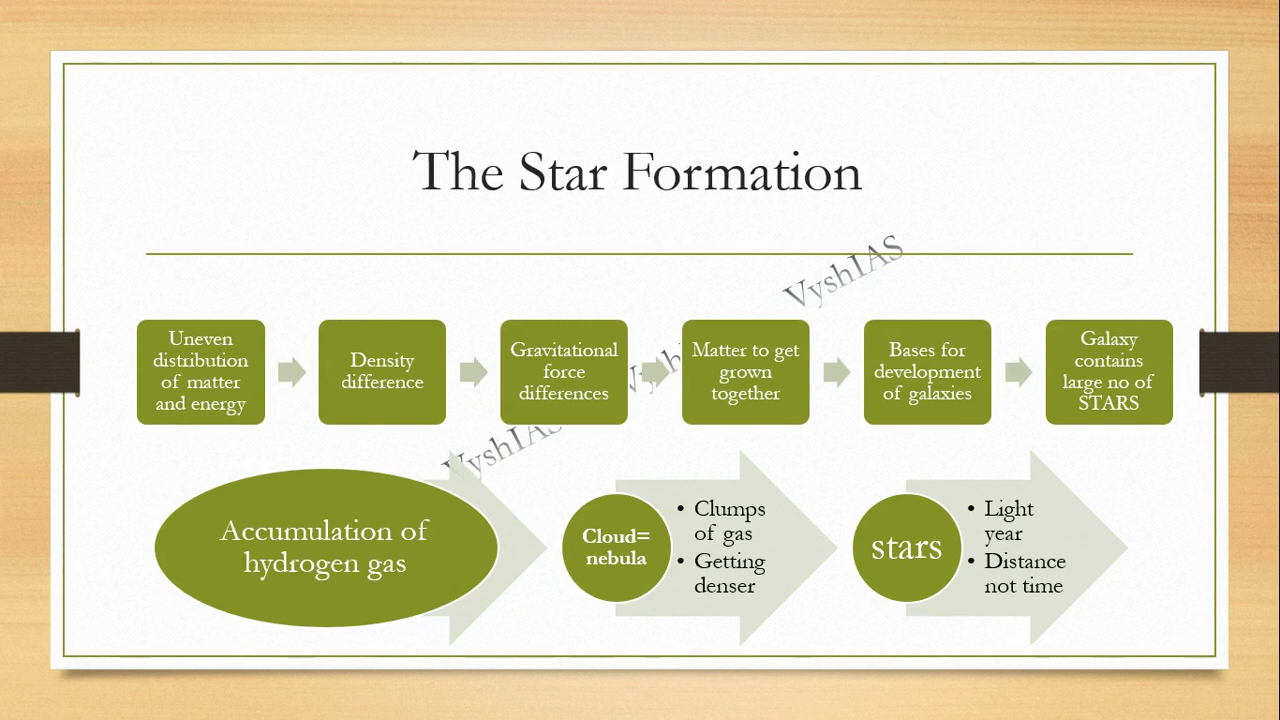 The Star Formation
VyshIAS
Uneven
distribution
of matter
and energy
Density
difference
Gravitational
force
differences
Matter to get
grown
together
Bases for
development
of galaxies
Galaxy
contains
large no of
STARS
VyshIAS
Accumulation of
hydrogen gas
Cloud=
nebula
• Clumps
of gas
• Getting
denser
stars
• Light
year
• Distance
not time